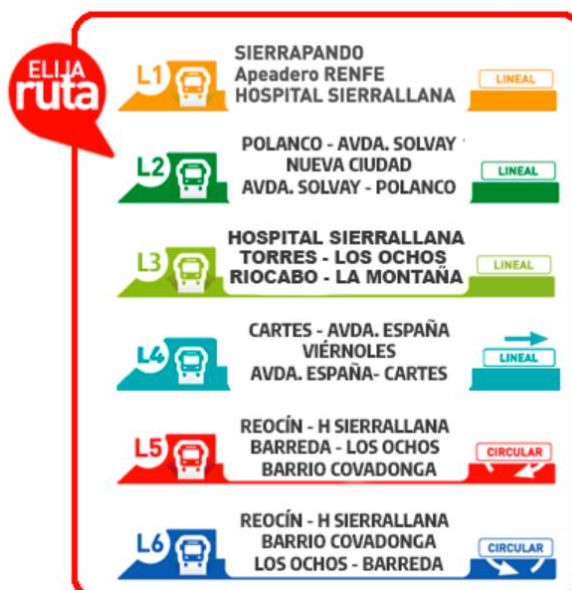 ELIJA
ruta
L1
SIERRAPANDO
Apeadero RENFE
HOSPITAL SIERRALLANA
LINEAL
L2
POLANCO - AVDA. SOLVAY
NUEVA CIUDAD
AVDA. SOLVAY - POLANCO
LINEAL
L3
HOSPITAL SIERRALLANA
TORRES - LOS OCHOS
RIOCABO - LA MONTAÑA
LINEAL
L4
CARTES - AVDA. ESPAÑA
VIÉRNOLES
AVDA. ESPAÑA- CARTES
LINEAL
L5
REOCÍN - H SIERRALLANA
BARREDA - LOS OCHOS
BARRIO COVADONGA
CIRCULAR
L6
REOCÍN - H SIERRALLANA
BARRIO COVADONGA
LOS OCHOS - BARREDA
CIRCULAR